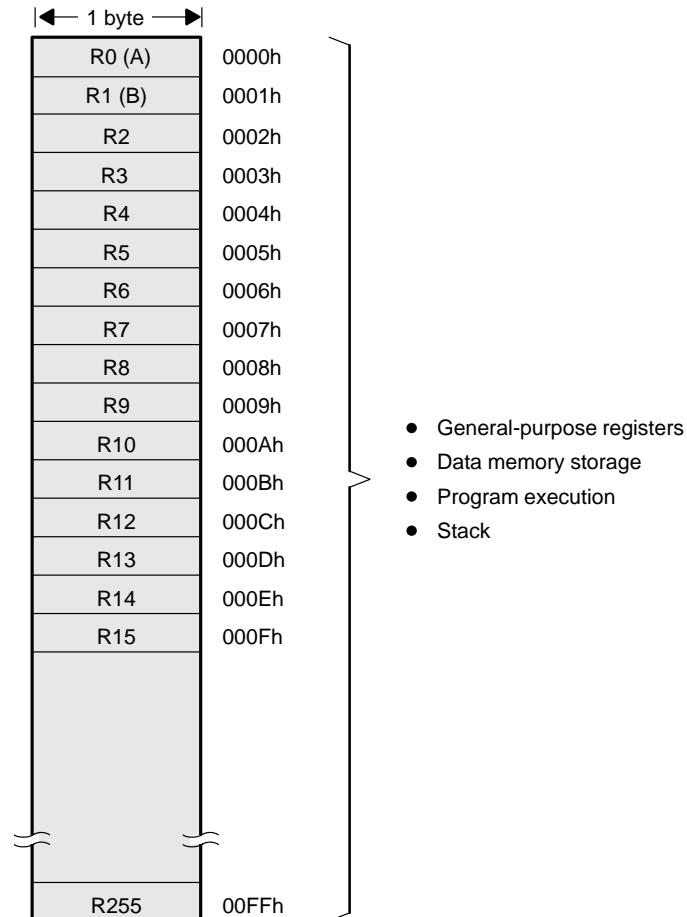 1 byte
R0 (A) 0000h
R1 (B) 0001h
R2 0002h
R3 0003h
R4 0004h
R5 0005h
R6 0006h
R7 0007h
R8 0008h
R9 0009h
R10 000Ah
R11 000Bh
R12 000Ch
R13 000Dh
R14 000Eh
R15 000Fh
R255 00FFh
● General-purpose registers
● Data memory storage
● Program execution
● Stack